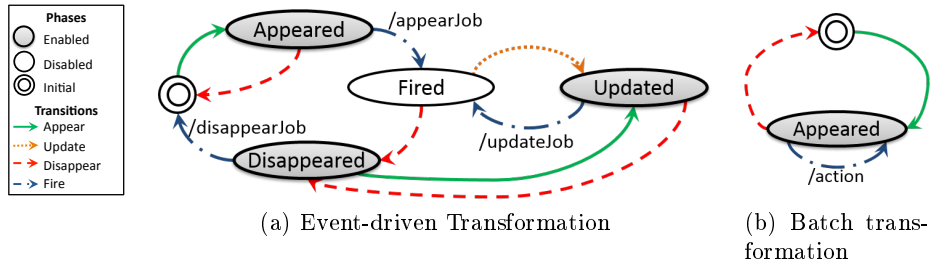 Phases
Enabled
Disabled
Initial
Transitions
Appear
Update
Disappear
Fire
/appearJob
Appeared
Fired
Updated
/disappearJob
/updateJob
Disappeared
(a) Event-driven Transformation
Appeared
/action
(b) Batch trans-
formation